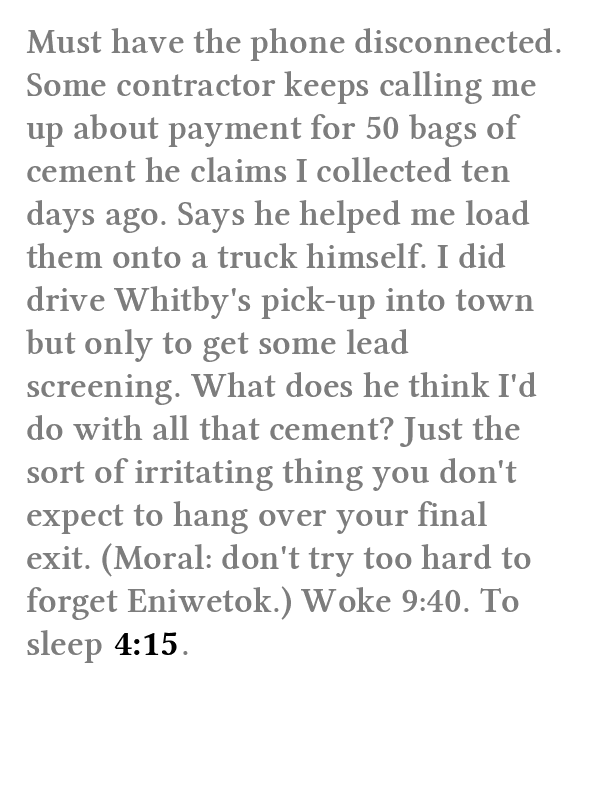 Must have the phone disconnected.
Some contractor keeps calling me
up about payment for 50 bags of
cement he claims I collected ten
days ago. Says he helped me load
them onto a truck himself. I did
drive Whitby's pick-up into town
but only to get some lead
screening. What does he think I'd
do with all that cement? Just the
sort of irritating thing you don't
expect to hang over your final
exit. (Moral: don't try too hard to
forget Eniwetok.) Woke 9:40. To
sleep 4:15.